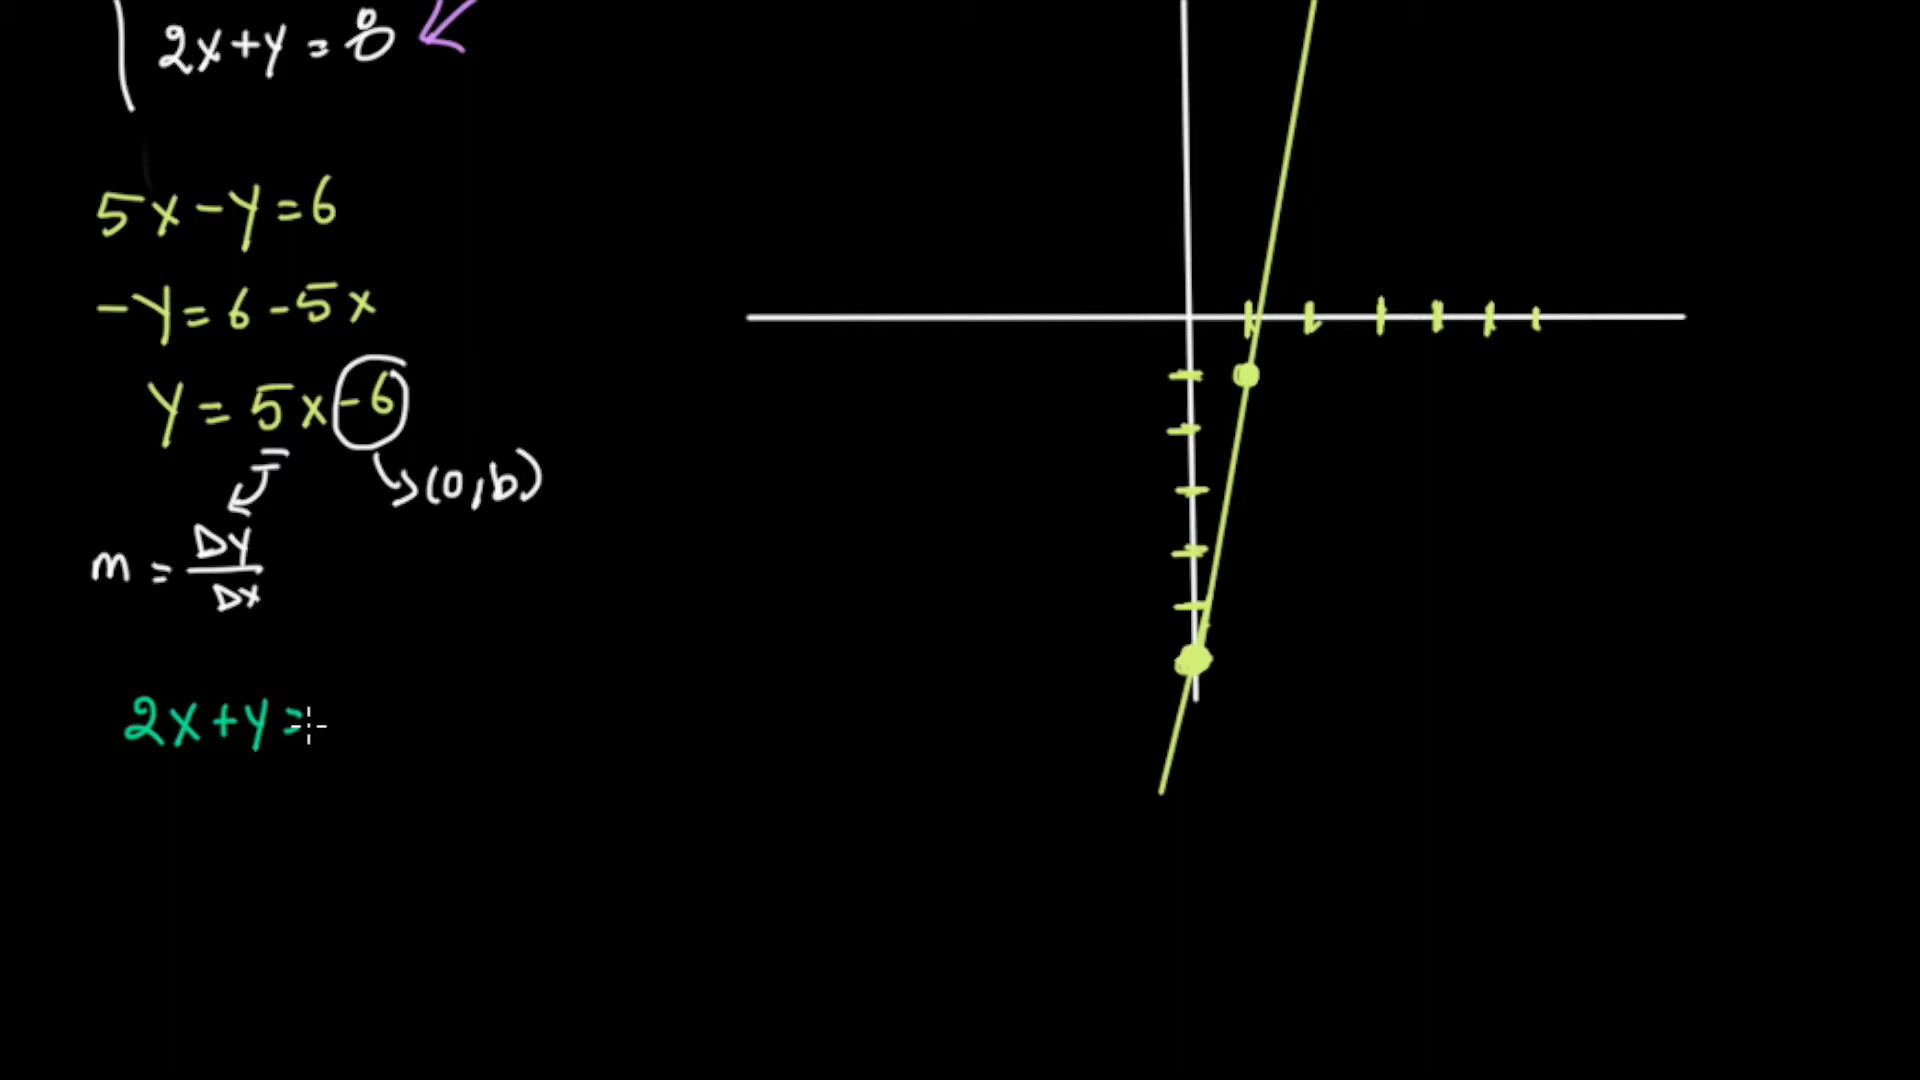 2x+y = 8
5x-y=6
-y=6-5x
y = 5x-6
(0,b)
m = Δy/Δx
2x+y=